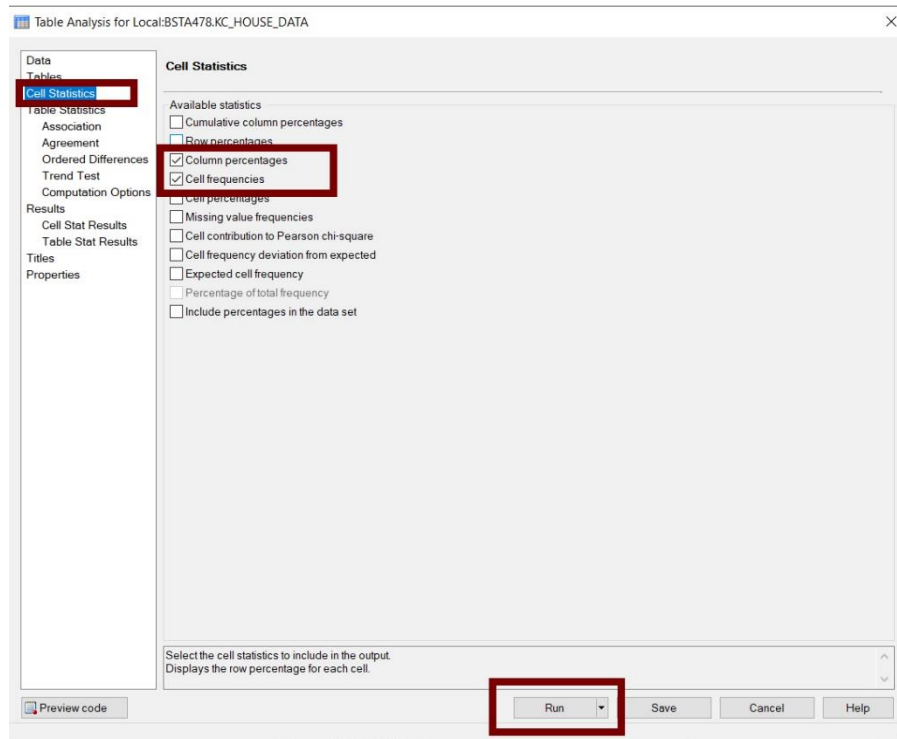 Table Analysis for Local:BSTA478.KC_HOUSE_DATA
Data
Tables
Cell Statistics
Table Statistics
Association
Agreement
Ordered Differences
Trend Test
Computation Options
Results
Cell Stat Results
Table Stat Results
Titles
Properties
Cell Statistics
Available statistics
Cumulative column percentages
Row percentages
Column percentages
Cell frequencies
Cell percentages
Missing value frequencies
Cell contribution to Pearson chi-square
Cell frequency deviation from expected
Expected cell frequency
Percentage of total frequency
Include percentages in the data set
Select the cell statistics to include in the output.
Displays the row percentage for each cell.
Preview code
Run
Save
Cancel
Help